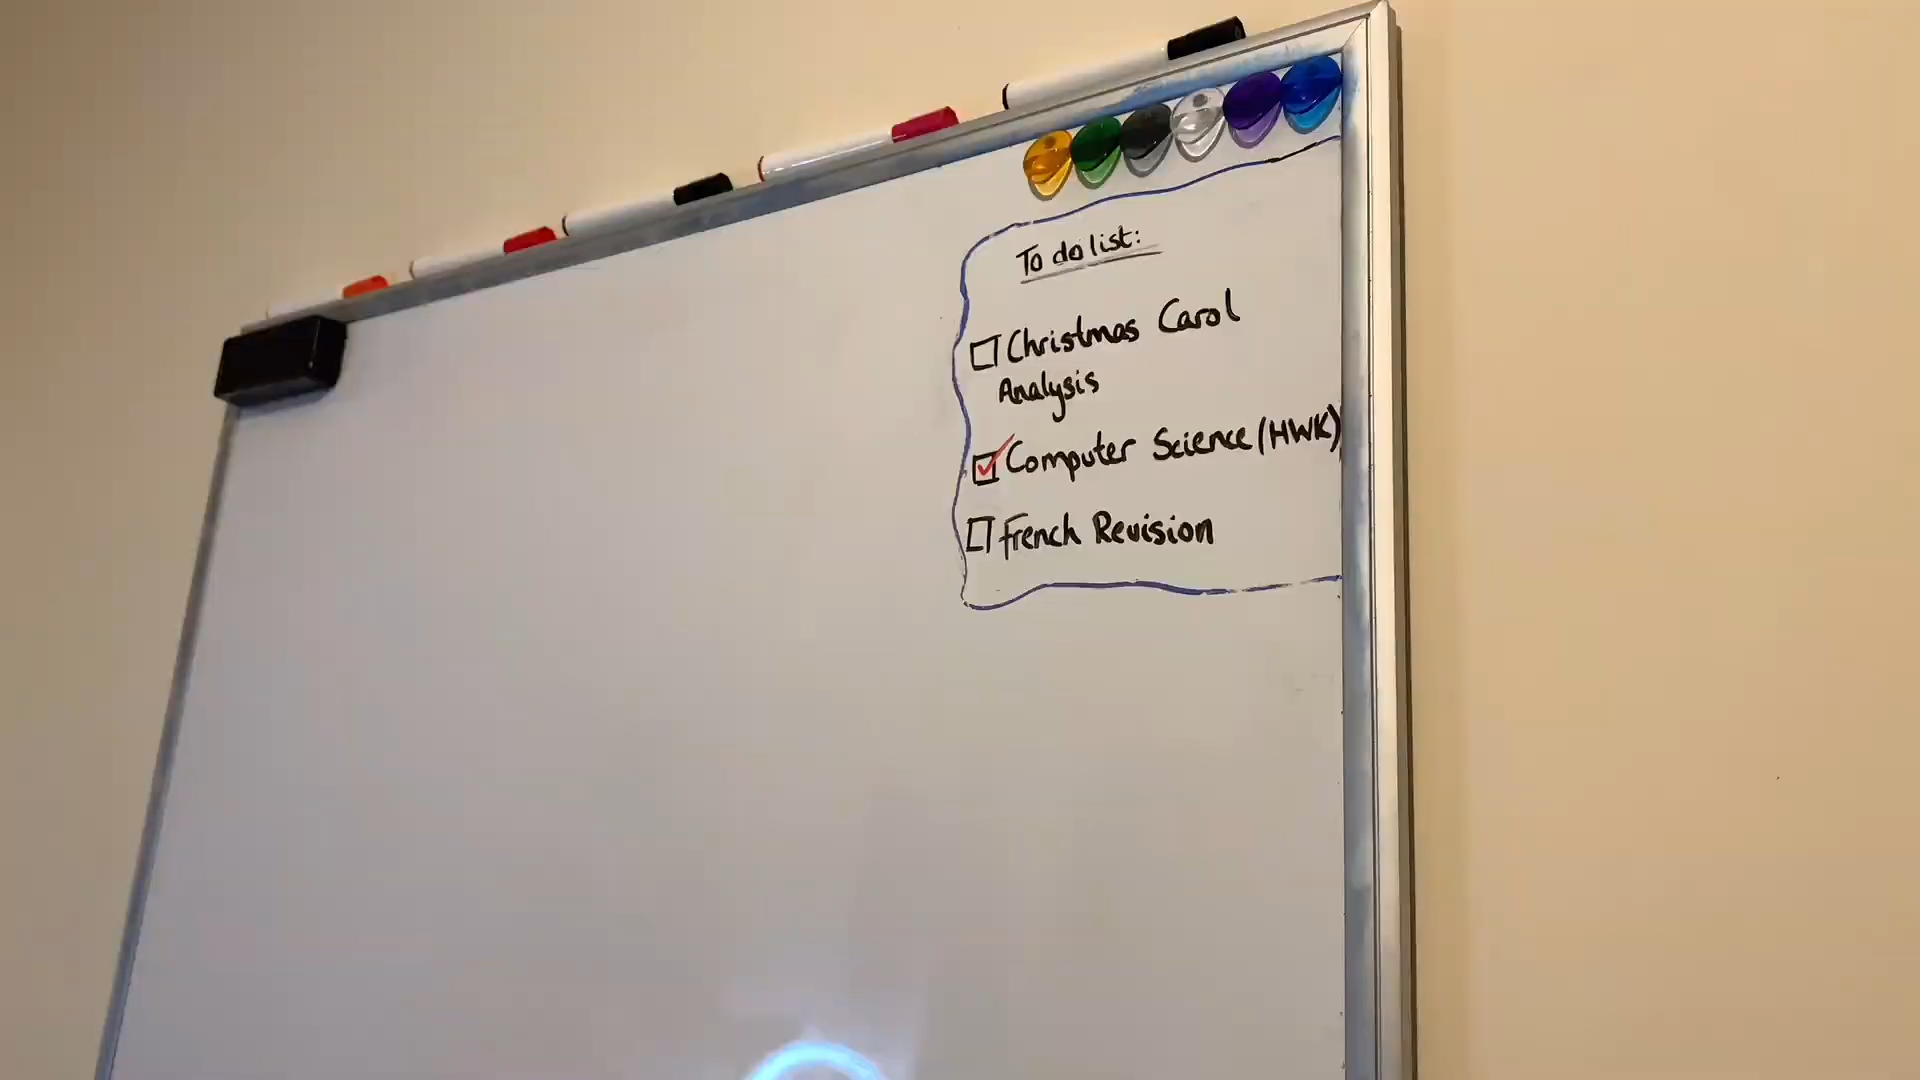 To do list:
Christmas Carol
Analysis
Computer Science (HWK)
French Revision